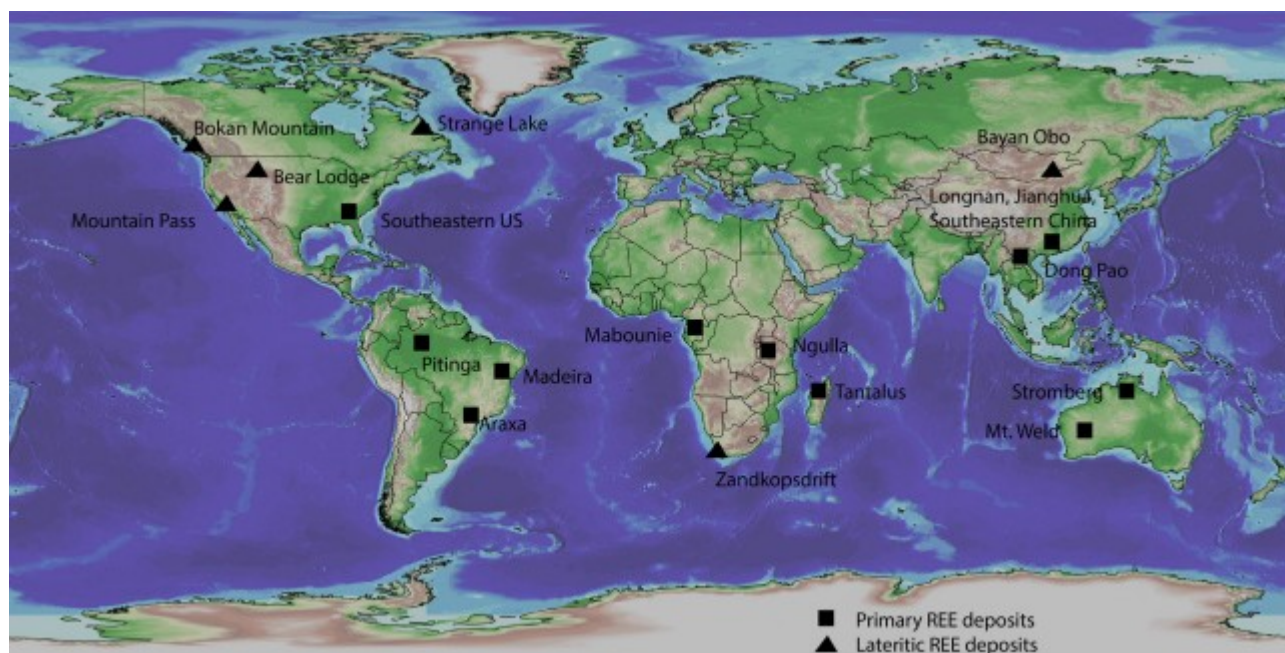 Bokan Mountain
Strange Lake
Bear Lodge
Mountain Pass
Southeastern US
Bayan Obo
Longnan, Jianghua,
Southeastern China
Dong Pao
Mabounie
Ngulla
Pitinga
Madeira
Tantalus
Stromberg
Araxa
Mt. Weld
Zandkopsdrift
Primary REE deposits
Lateritic REE deposits